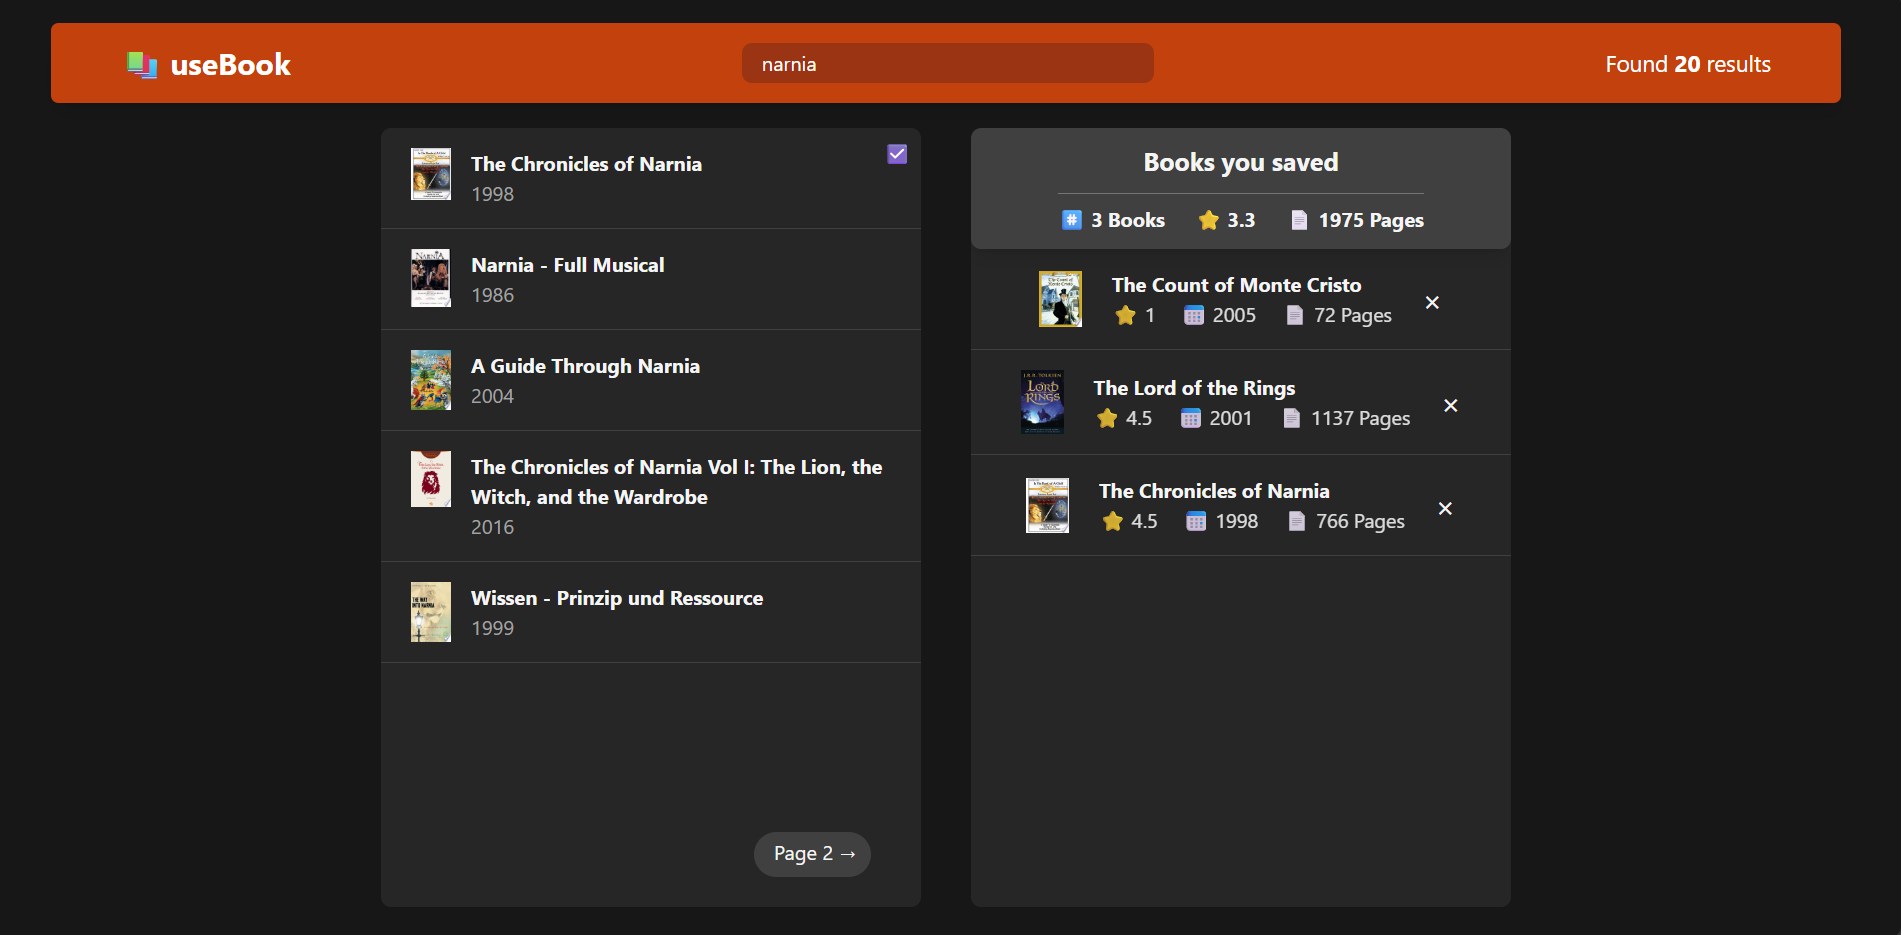 useBook
narnia
Found 20 results
The Chronicles of Narnia
1998
Narnia - Full Musical
1986
A Guide Through Narnia
2004
The Chronicles of Narnia Vol I: The Lion, the
Witch, and the Wardrobe
2016
Wissen - Prinzip und Ressource
1999
Page 2 →
Books you saved
# 3 Books 3.3 1975 Pages
The Count of Monte Cristo
1 2005 72 Pages
×
J.R.R. TOLKIEN
LORD
RINGS
The Lord of the Rings
4.5 2001 1137 Pages
×
The Chronicles of Narnia
4.5 1998 766 Pages
×